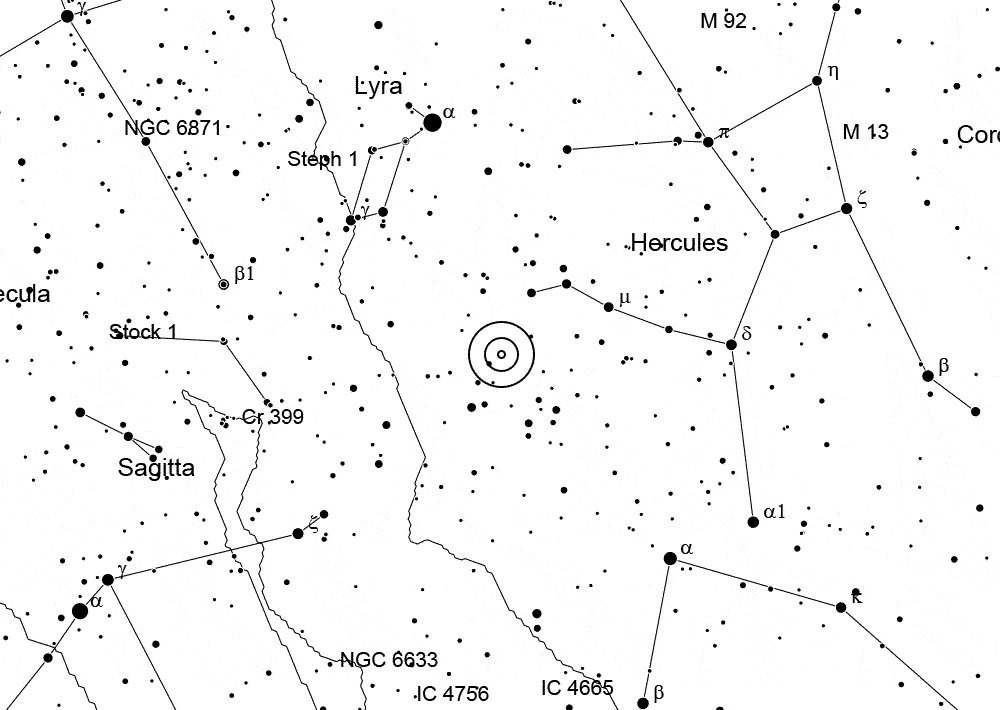 γ
M 92
η
Lyra
α
NGC 6871
π
M 13
Coro
Steph 1
ζ
γ
Hercules
β1
ecula
μ
Stock 1
δ
β
Cr 399
Sagitta
ζ
α1
α
γ
κ
α
NGC 6633
IC 4756
IC 4665
β